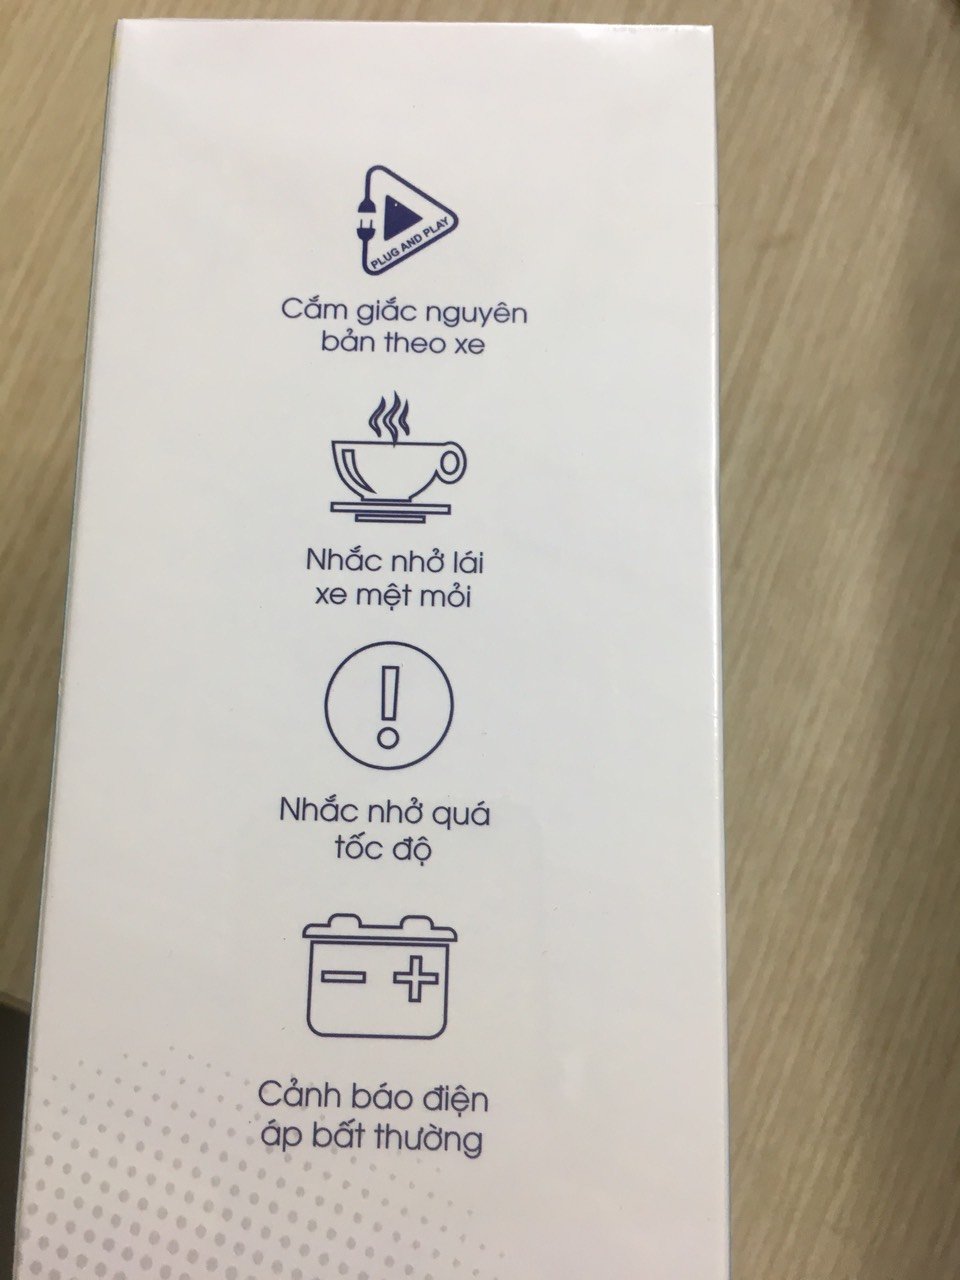 PLUG AND PLAY
Cắm giắc nguyên
bản theo xe
Nhắc nhở lái
xe mệt mỏi
Nhắc nhở quá
tốc độ
Cảnh báo điện
áp bất thường